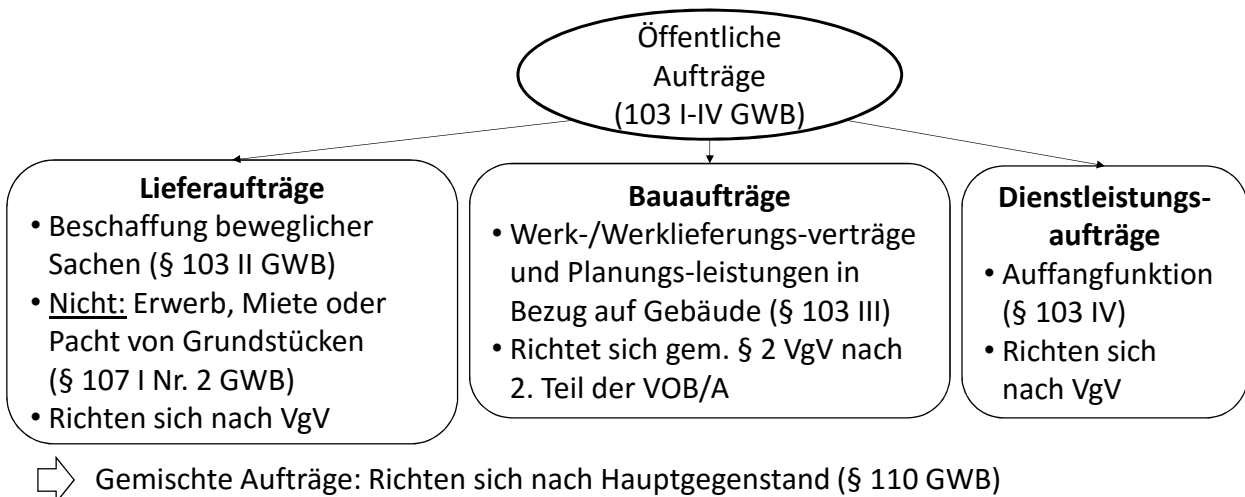 Öffentliche
Aufträge
(103 I-IV GWB)
Lieferaufträge
• Beschaffung beweglicher
Sachen (§ 103 II GWB)
• Nicht: Erwerb, Miete oder
Pacht von Grundstücken
(§ 107 I Nr. 2 GWB)
• Richten sich nach VgV
Bauaufträge
• Werk-/Werklieferungs-verträge
und Planungs-leistungen in
Bezug auf Gebäude (§ 103 III)
• Richtet sich gem. § 2 VgV nach
2. Teil der VOB/A
Dienstleistungs-
aufträge
• Auffangfunktion
(§ 103 IV)
• Richten sich
nach VgV
Gemischte Aufträge: Richten sich nach Hauptgegenstand (§ 110 GWB)